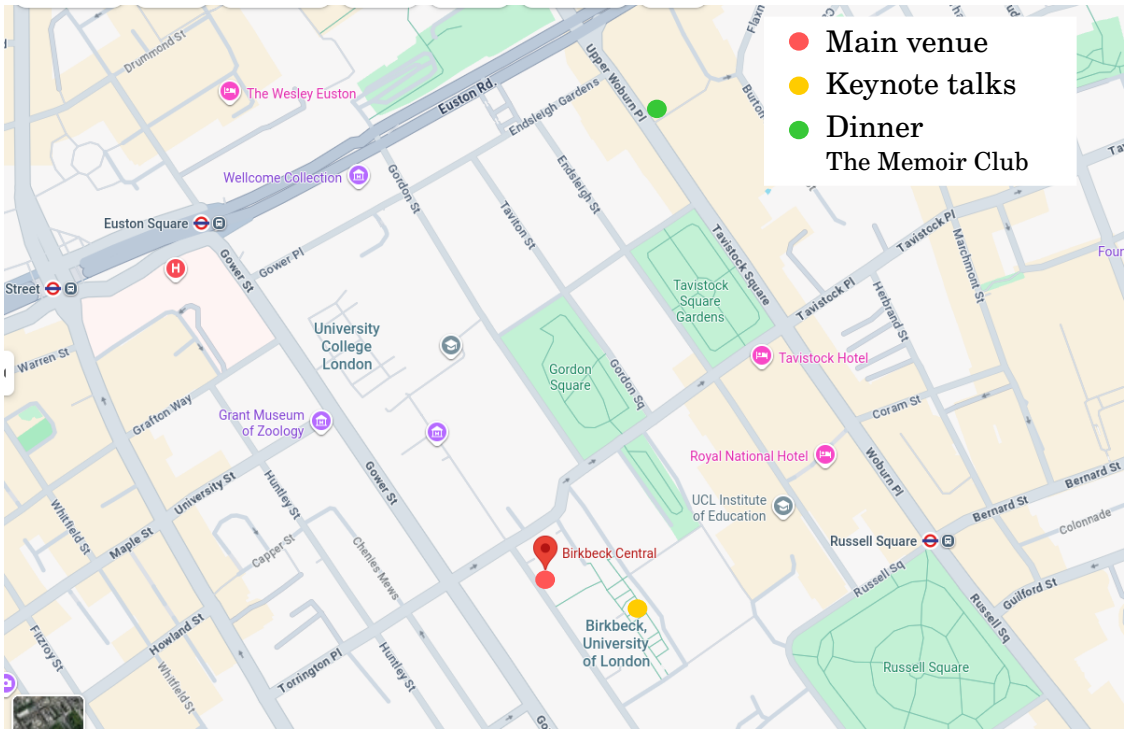 Main venue
Keynote talks
Dinner
The Memoir Club
Drummond St
The Wesley Euston
Euston Rd.
Upper Woburn Pl
Endsleigh Gardens
Wellcome Collection
Gordon St
Endsleigh St
Taviton St
Euston Square
Gower St
Gower Pl
Tavistock Square
Tavistock Pl
Marchmont St
Four
Street
Tavistock
Square
Gardens
Tavistock Pl
Herbrand St
University
College
London
Warren St
Gordon
Square
Gordon Sq
Tavistock Hotel
Grafton Way
Grant Museum
of Zoology
Coram St
Royal National Hotel
Woburn Pl
Gower St
University St
Huntley St
UCL Institute
of Education
Bernard St
Bernard St
Colonnade
Whitfield St
Maple St
Capper St
Chenies Mews
Birkbeck Central
Russell Square
Russell Sq
Guilford St
Russell Sq
Howland St
Fitzroy St
Whitfield St
Torrington Pl
Huntley St
Birkbeck,
University
of London
Russell Square
H